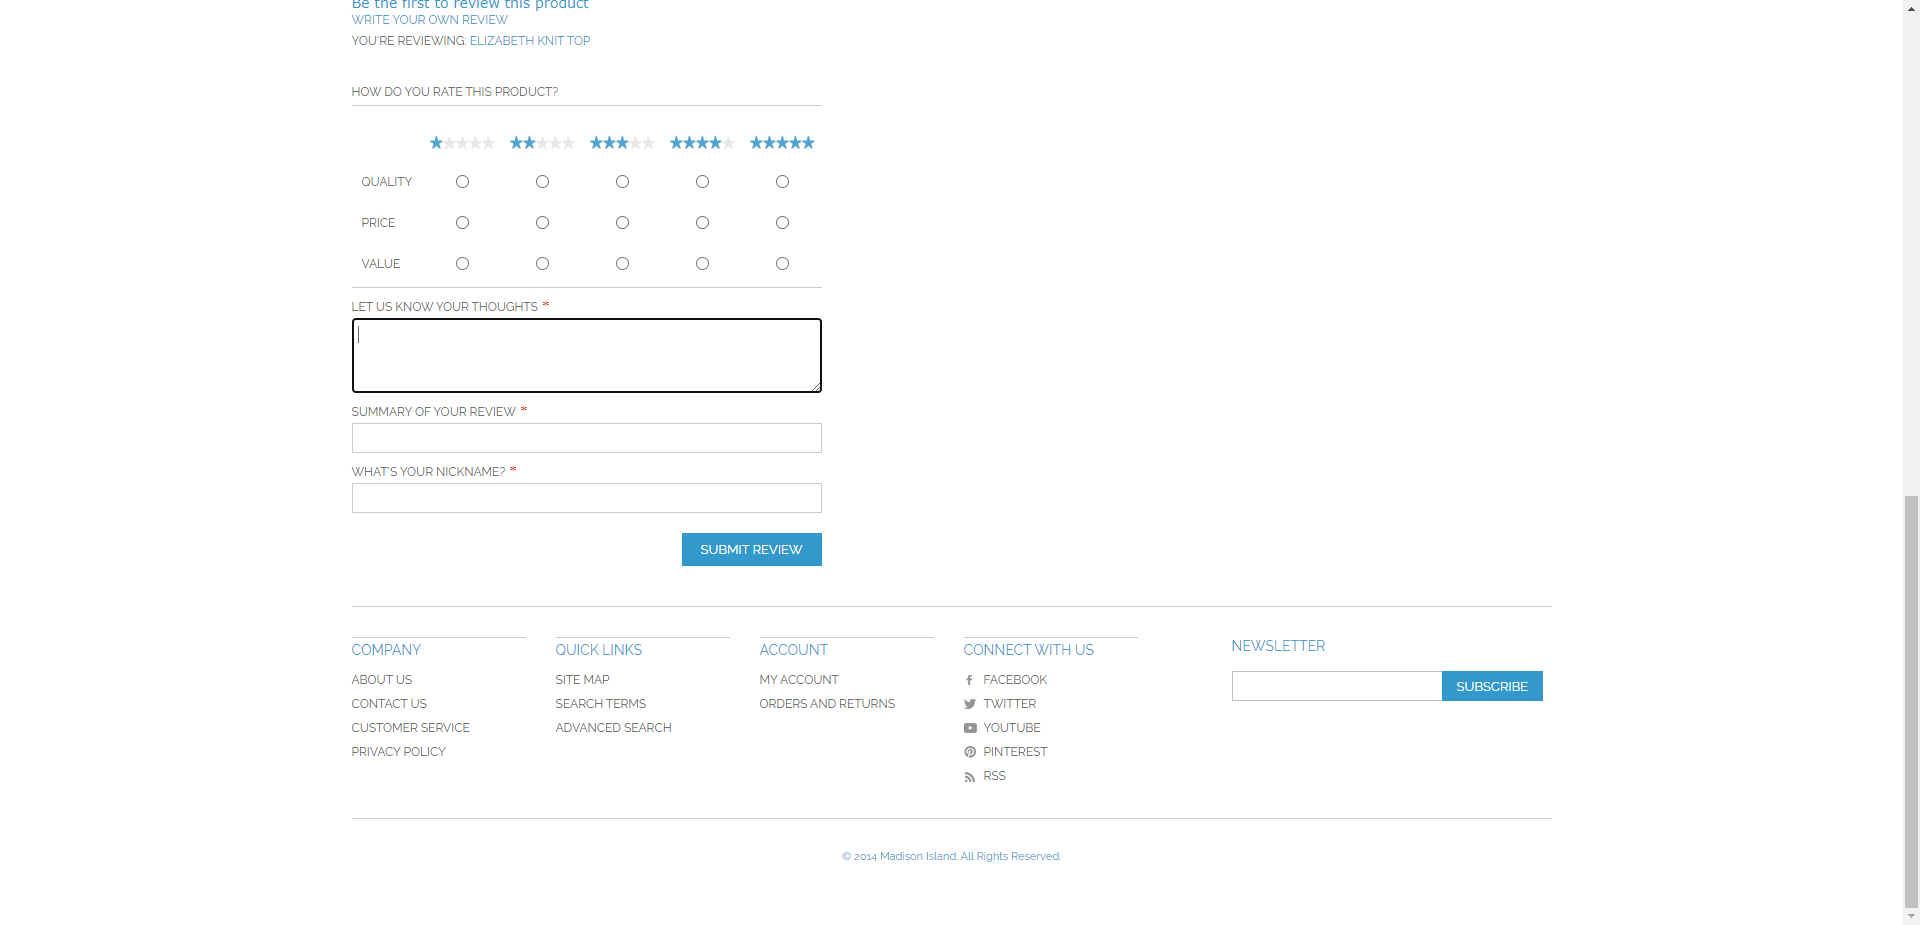 Be the first to review this product
WRITE YOUR OWN REVIEW
YOU'RE REVIEWING: ELIZABETH KNIT TOP
HOW DO YOU RATE THIS PRODUCT?
QUALITY
PRICE
VALUE
LET US KNOW YOUR THOUGHTS *
SUMMARY OF YOUR REVIEW *
WHAT'S YOUR NICKNAME? *
SUBMIT REVIEW
COMPANY
ABOUT US
CONTACT US
CUSTOMER SERVICE
PRIVACY POLICY
QUICK LINKS
SITE MAP
SEARCH TERMS
ADVANCED SEARCH
ACCOUNT
MY ACCOUNT
ORDERS AND RETURNS
CONNECT WITH US
FACEBOOK
TWITTER
YOUTUBE
PINTEREST
RSS
NEWSLETTER
SUBSCRIBE
© 2014 Madison Island. All Rights Reserved.